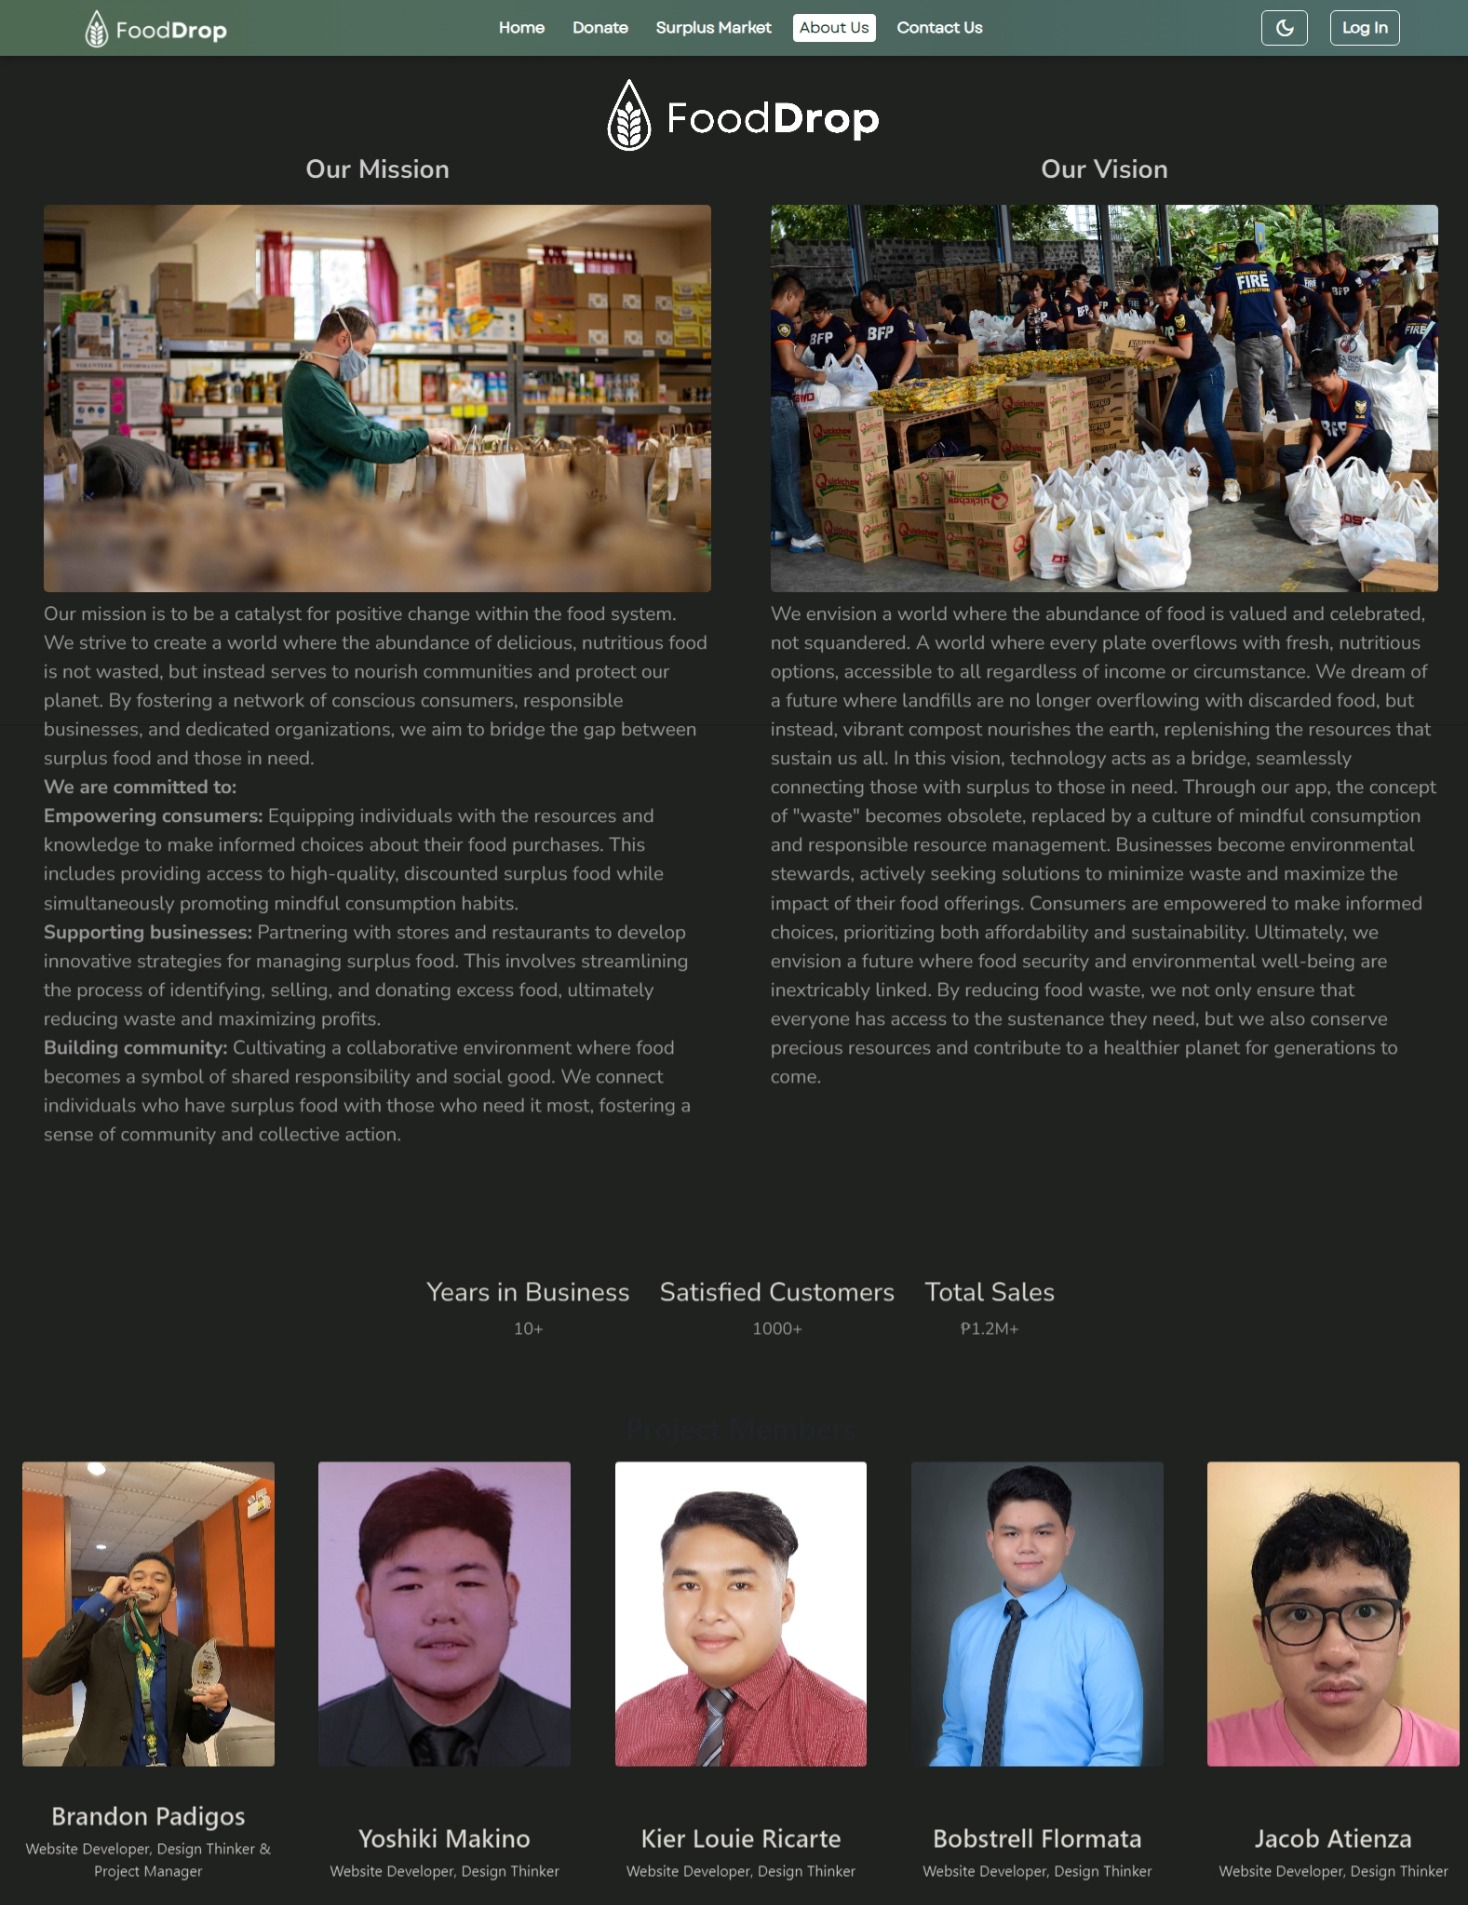 FoodDrop
Home Donate Surplus Market About Us Contact Us
Log In
FoodDrop
Our Mission
VOLUNTEER INFORMATION
Our mission is to be a catalyst for positive change within the food system.
We strive to create a world where the abundance of delicious, nutritious food
is not wasted, but instead serves to nourish communities and protect our
planet. By fostering a network of conscious consumers, responsible
businesses, and dedicated organizations, we aim to bridge the gap between
surplus food and those in need.
We are committed to:
Empowering consumers: Equipping individuals with the resources and
knowledge to make informed choices about their food purchases. This
includes providing access to high-quality, discounted surplus food while
simultaneously promoting mindful consumption habits.
Supporting businesses: Partnering with stores and restaurants to develop
innovative strategies for managing surplus food. This involves streamlining
the process of identifying, selling, and donating excess food, ultimately
reducing waste and maximizing profits.
Building community: Cultivating a collaborative environment where food
becomes a symbol of shared responsibility and social good. We connect
individuals who have surplus food with those who need it most, fostering a
sense of community and collective action.
Our Vision
FIRE
BFP
BFP
BFP
FIRE
BFP
Quickchow
Quickchow
Quickchow
We envision a world where the abundance of food is valued and celebrated,
not squandered. A world where every plate overflows with fresh, nutritious
options, accessible to all regardless of income or circumstance. We dream of
a future where landfills are no longer overflowing with discarded food, but
instead, vibrant compost nourishes the earth, replenishing the resources that
sustain us all. In this vision, technology acts as a bridge, seamlessly
connecting those with surplus to those in need. Through our app, the concept
of "waste" becomes obsolete, replaced by a culture of mindful consumption
and responsible resource management. Businesses become environmental
stewards, actively seeking solutions to minimize waste and maximize the
impact of their food offerings. Consumers are empowered to make informed
choices, prioritizing both affordability and sustainability. Ultimately, we
envision a future where food security and environmental well-being are
inextricably linked. By reducing food waste, we not only ensure that
everyone has access to the sustenance they need, but we also conserve
precious resources and contribute to a healthier planet for generations to
come.
Years in Business Satisfied Customers Total Sales
10+ 1000+ ₱1.2M+
Project Members
Brandon Padigos
Website Developer, Design Thinker &
Project Manager
Yoshiki Makino
Website Developer, Design Thinker
Kier Louie Ricarte
Website Developer, Design Thinker
Bobstrell Flormata
Website Developer, Design Thinker
Jacob Atienza
Website Developer, Design Thinker